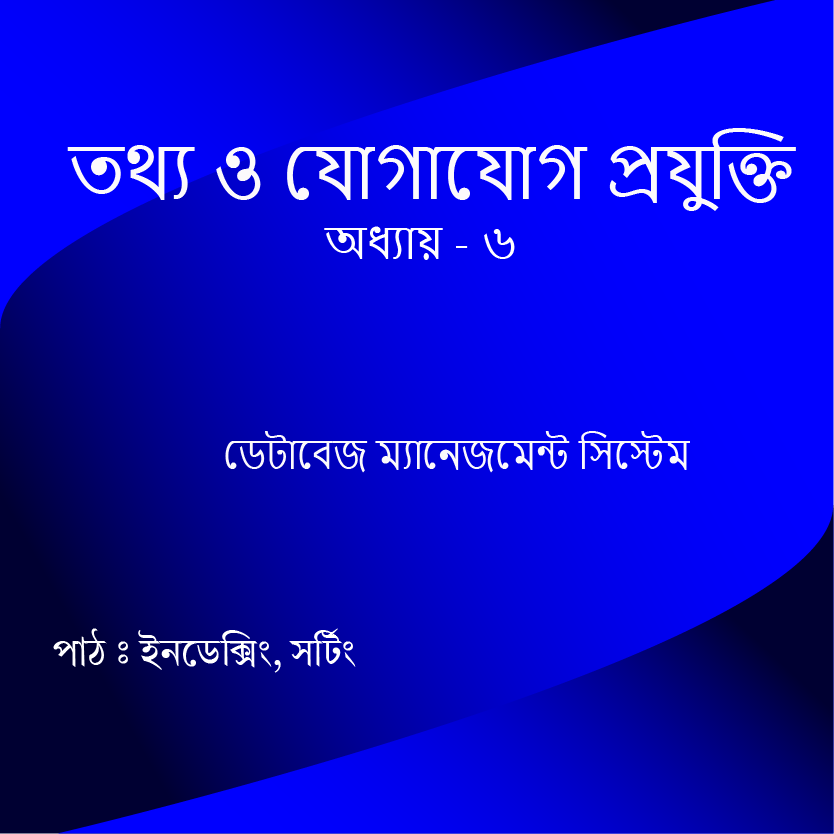 তথ্য ও যোগাযোগ প্রযুক্তি
অধ্যায় - ৬
ডেটাবেজ ম্যানেজমেন্ট সিস্টেম
পাঠ ঃ ইনডেক্সিং, সর্টিং